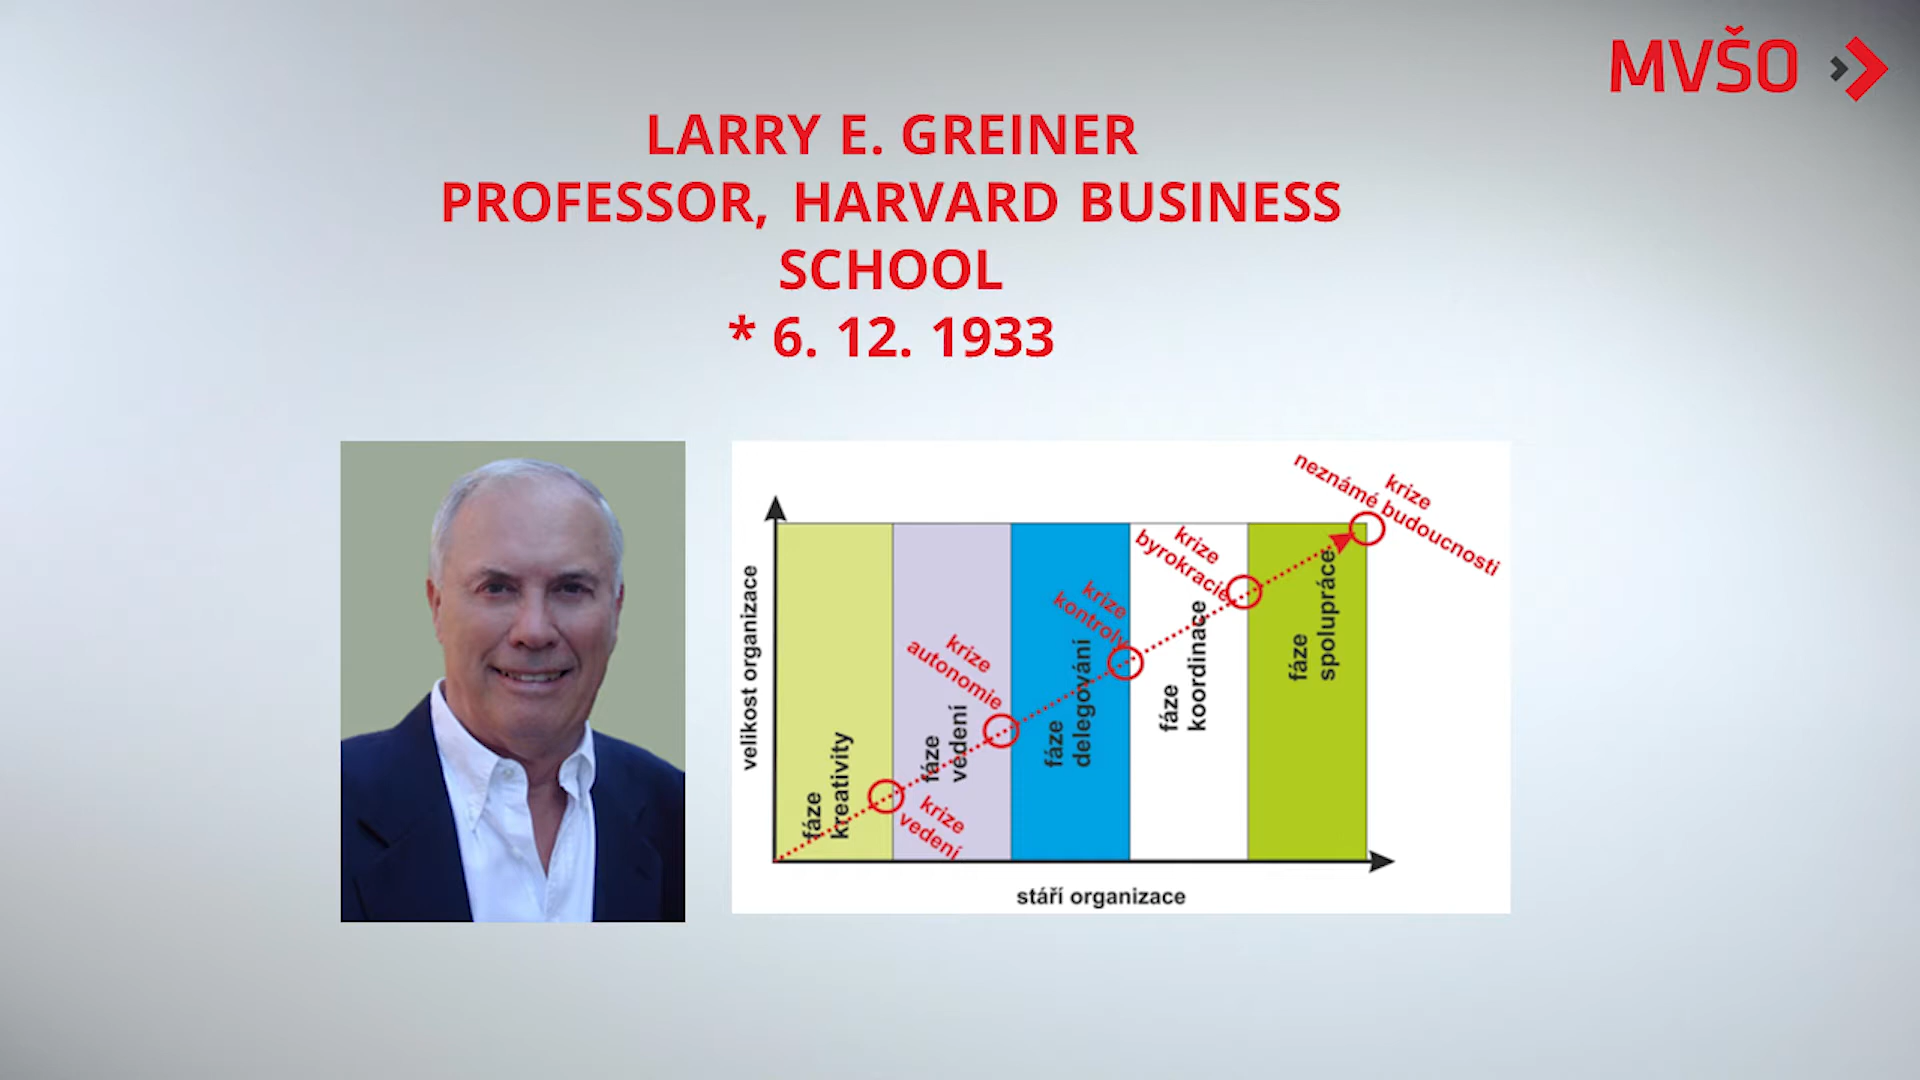 MVŠO
LARRY E. GREINER
PROFESSOR, HARVARD BUSINESS
SCHOOL
* 6. 12. 1933
velikost organizace
fáze
kreativity
krize
vedení
fáze
vedení
krize
autonomie
fáze
delegování
krize
kontroly
fáze
koordinace
krize
byrokracie
fáze
spolupráce
krize
neznámé budoucnosti
stáří organizace